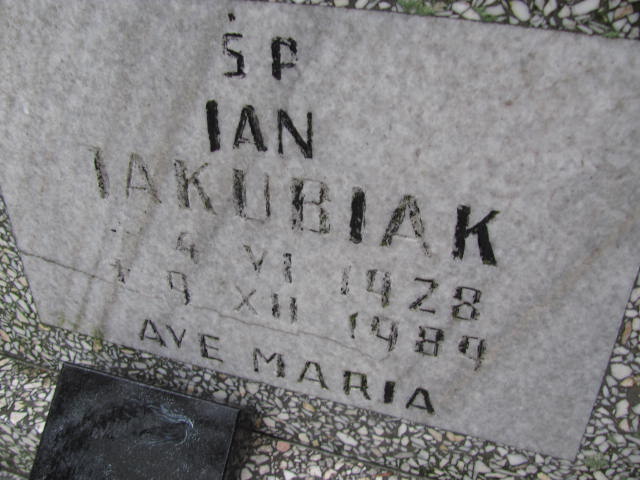 ŚP
IAN
IAKUBIAK
* 4 VI 1928
† 9 XII 1989
AVE MARIA